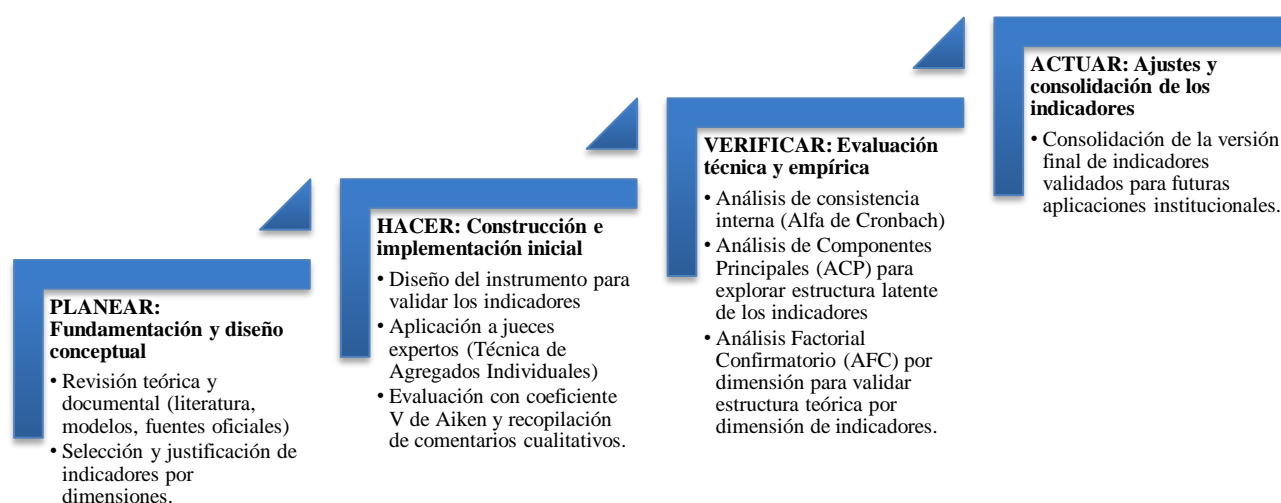 PLANEAR:
Fundamentación y diseño
conceptual
• Revisión teórica y
documental (literatura,
modelos, fuentes oficiales)
• Selección y justificación de
indicadores por
dimensiones.
HACER: Construcción e
implementación inicial
• Diseño del instrumento para
validar los indicadores
• Aplicación a jueces
expertos (Técnica de
Agregados Individuales)
• Evaluación con coeficiente
V de Aiken y recopilación
de comentarios cualitativos.
VERIFICAR: Evaluación
técnica y empírica
• Análisis de consistencia
interna (Alfa de Cronbach)
• Análisis de Componentes
Principales (ACP) para
explorar estructura latente
de los indicadores
• Análisis Factorial
Confirmatorio (AFC) por
dimensión para validar
estructura teórica por
dimensión de indicadores.
ACTUAR: Ajustes y
consolidación de los
indicadores
• Consolidación de la versión
final de indicadores
validados para futuras
aplicaciones institucionales.